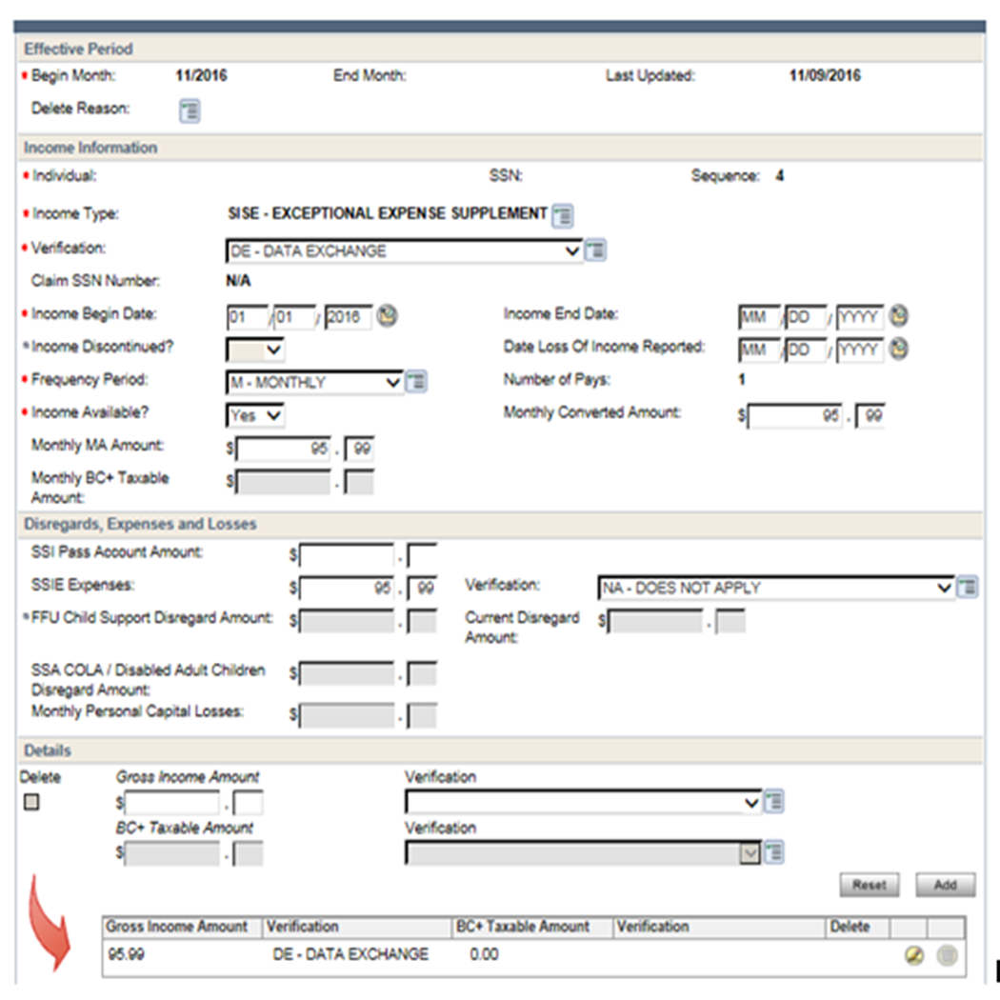 Effective Period
* Begin Month: 11/2016 End Month: Last Updated: 11/09/2016
Delete Reason:
Income Information
* Individual: SSN: Sequence: 4
* Income Type: SISE - EXCEPTIONAL EXPENSE SUPPLEMENT
* Verification: DE - DATA EXCHANGE
Claim SSN Number: N/A
* Income Begin Date: 01 / 01 / 2016 Income End Date: MM / DD / YYYY
* Income Discontinued? Date Loss Of Income Reported: MM / DD / YYYY
* Frequency Period: M - MONTHLY Number of Pays: 1
* Income Available? Yes Monthly Converted Amount: $ 95 . 99
Monthly MA Amount: $ 95 . 99
Monthly BC+ Taxable $ .
Amount:
Disregards, Expenses and Losses
SSI Pass Account Amount: $ .
SSIE Expenses: $ 95 . 99 Verification: NA - DOES NOT APPLY
* FFU Child Support Disregard Amount: $ . Current Disregard $ .
Amount:
SSA COLA / Disabled Adult Children $ .
Disregard Amount:
Monthly Personal Capital Losses: $ .
Details
Delete Gross Income Amount Verification
$ .
BC+ Taxable Amount Verification
$ .
Reset Add
Gross Income Amount Verification BC+ Taxable Amount Verification Delete
95.99 DE - DATA EXCHANGE 0.00